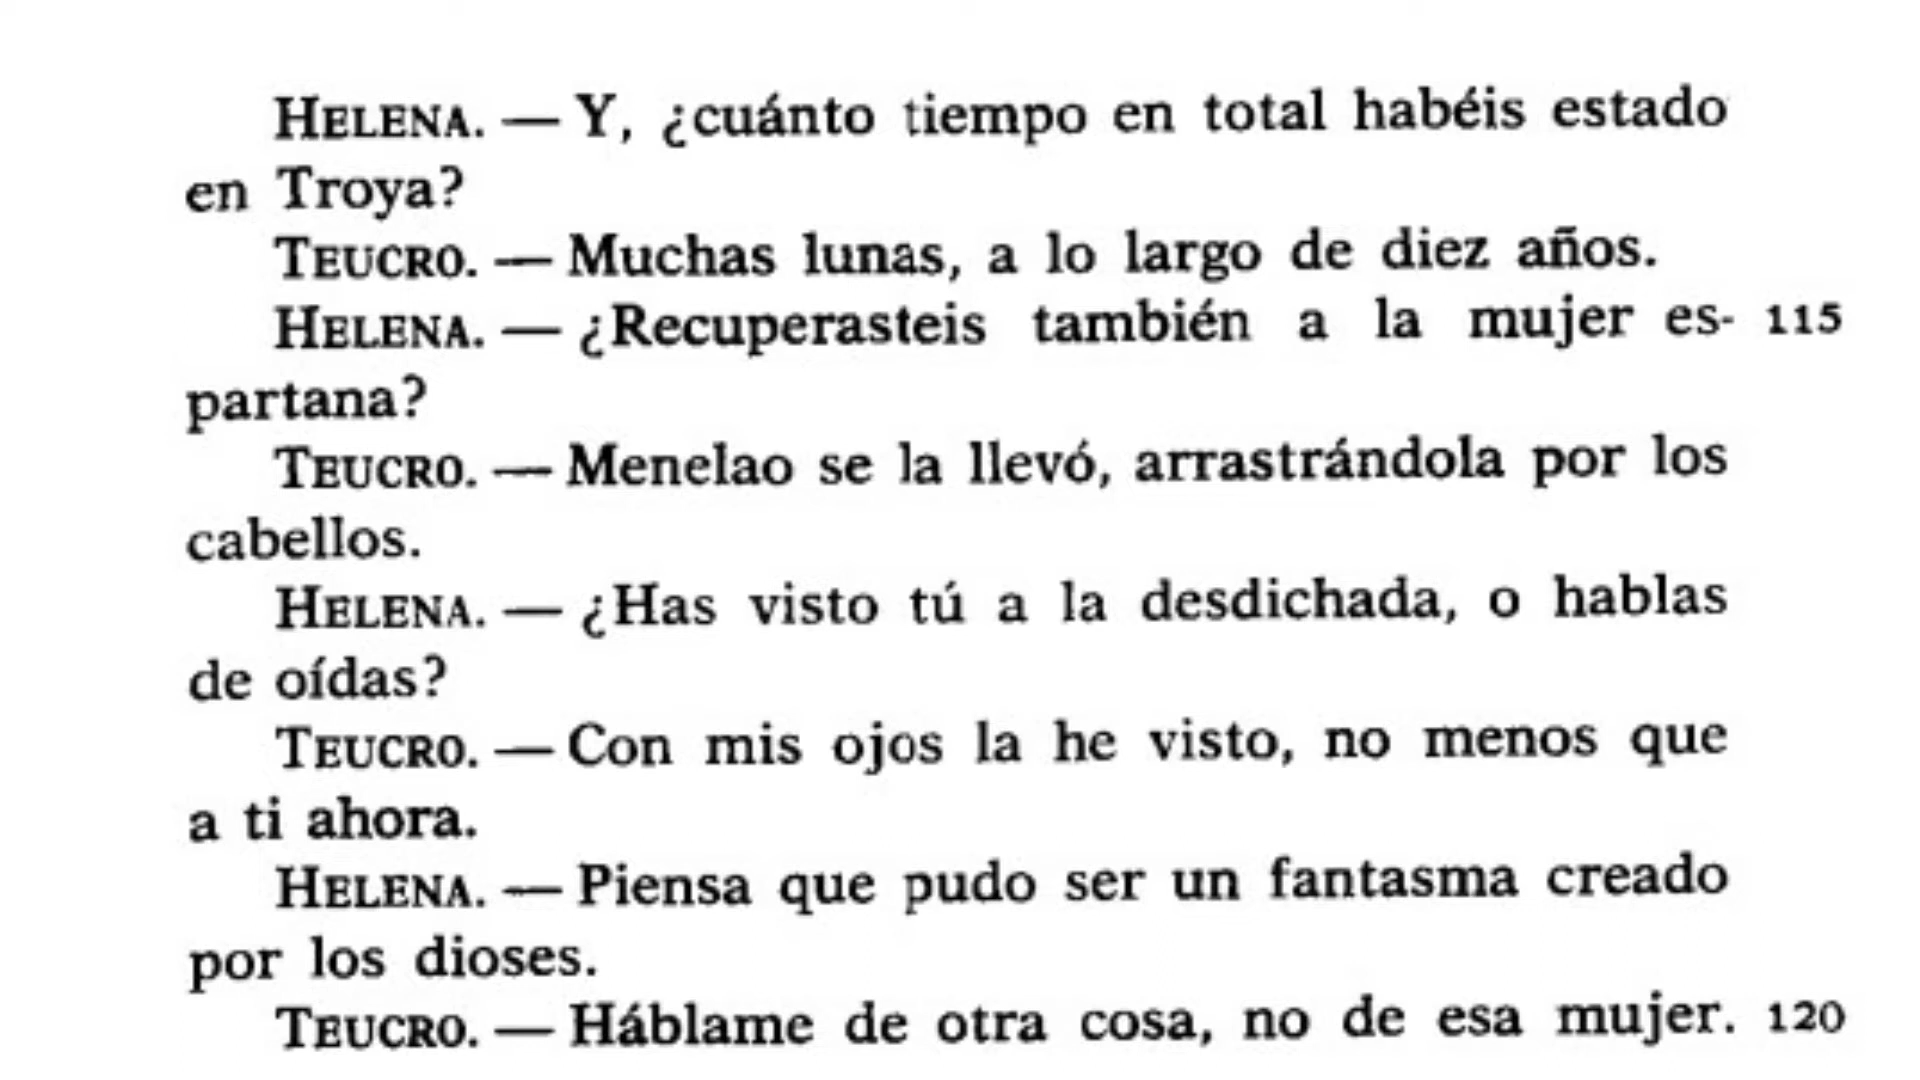 HELENA. — Y, ¿cuánto tiempo en total habéis estado
en Troya?
TEUCRO. — Muchas lunas, a lo largo de diez años.
HELENA. — ¿Recuperasteis también a la mujer es- 115
partana?
TEUCRO. — Menelao se la llevó, arrastrándola por los
cabellos.
HELENA. — ¿Has visto tú a la desdichada, o hablas
de oídas?
TEUCRO. — Con mis ojos la he visto, no menos que
a ti ahora.
HELENA. — Piensa que pudo ser un fantasma creado
por los dioses.
TEUCRO. — Háblame de otra cosa, no de esa mujer. 120